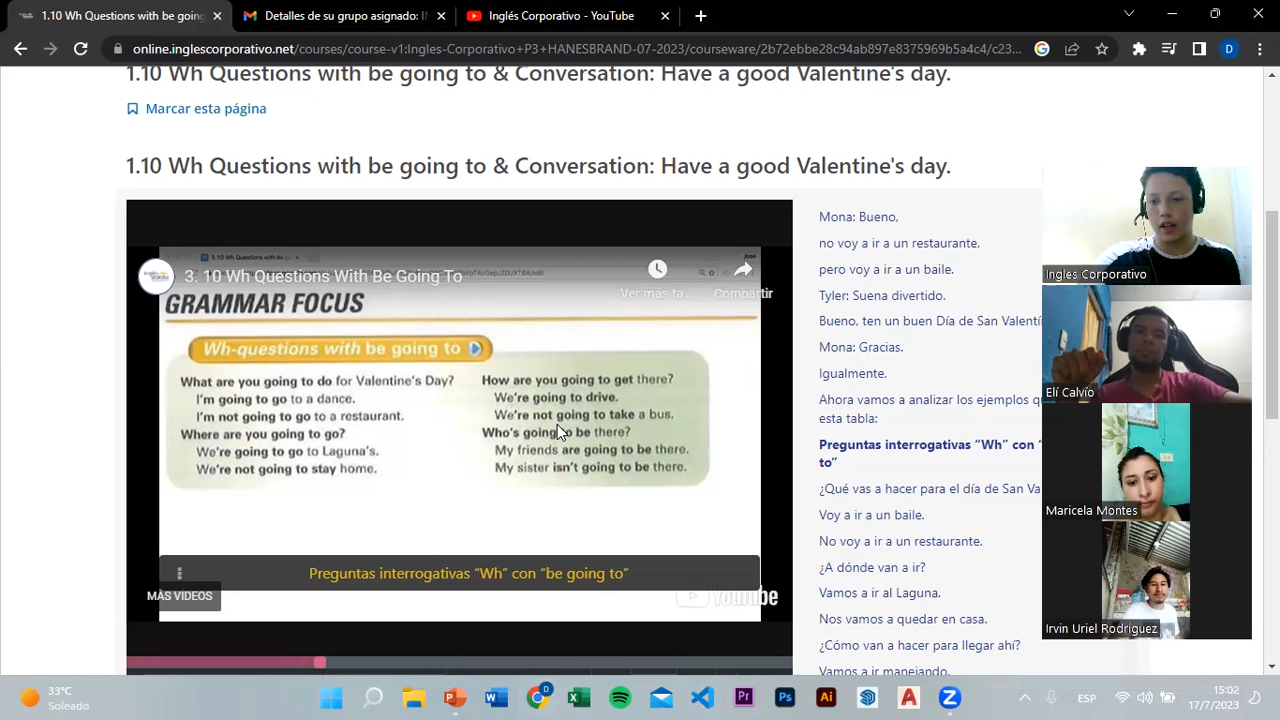 1.10 Wh Questions with be going
Detalles de su grupo asignado: I
Inglés Corporativo - YouTube
online.inglescorporativo.net/courses/course-v1:Ingles-Corporativo+P3+HANESBRAND-07-2023/courseware/2b72ebbe28c94ab897e8375969b5a4c4/c23...
D
1.10 Wh Questions with be going to & Conversation: Have a good Valentine's day.
Marcar esta página
1.10 Wh Questions with be going to & Conversation: Have a good Valentine's day.
3. 10 Wh Questions With Be Going To
Ver más ta...
Compartir
GRAMMAR FOCUS
Wh-questions with be going to
What are you going to do for Valentine's Day?
I'm going to go to a dance.
I'm not going to go to a restaurant.
Where are you going to go?
We're going to go to Laguna's.
We're not going to stay home.
How are you going to get there?
We're going to drive.
We're not going to take a bus.
Who's going to be there?
My friends are going to be there.
My sister isn't going to be there.
Preguntas interrogativas “Wh” con “be going to”
MÁS VIDEOS
YouTube
Mona: Bueno,
no voy a ir a un restaurante,
pero voy a ir a un baile.
Tyler: Suena divertido.
Bueno, ten un buen Día de San Valentí
Mona: Gracias.
Igualmente.
Ahora vamos a analizar los ejemplos q
esta tabla:
Preguntas interrogativas “Wh” con “
to”
¿Qué vas a hacer para el día de San Va
Voy a ir a un baile.
No voy a ir a un restaurante.
¿A dónde van a ir?
Vamos a ir al Laguna.
Nos vamos a quedar en casa.
¿Cómo van a hacer para llegar ahí?
Vamos a ir manejando.
Ingles Corporativo
Elí Calvío
Maricela Montes
Irvin Uriel Rodriguez
33°C
Soleado
ESP
15:02
17/7/2023